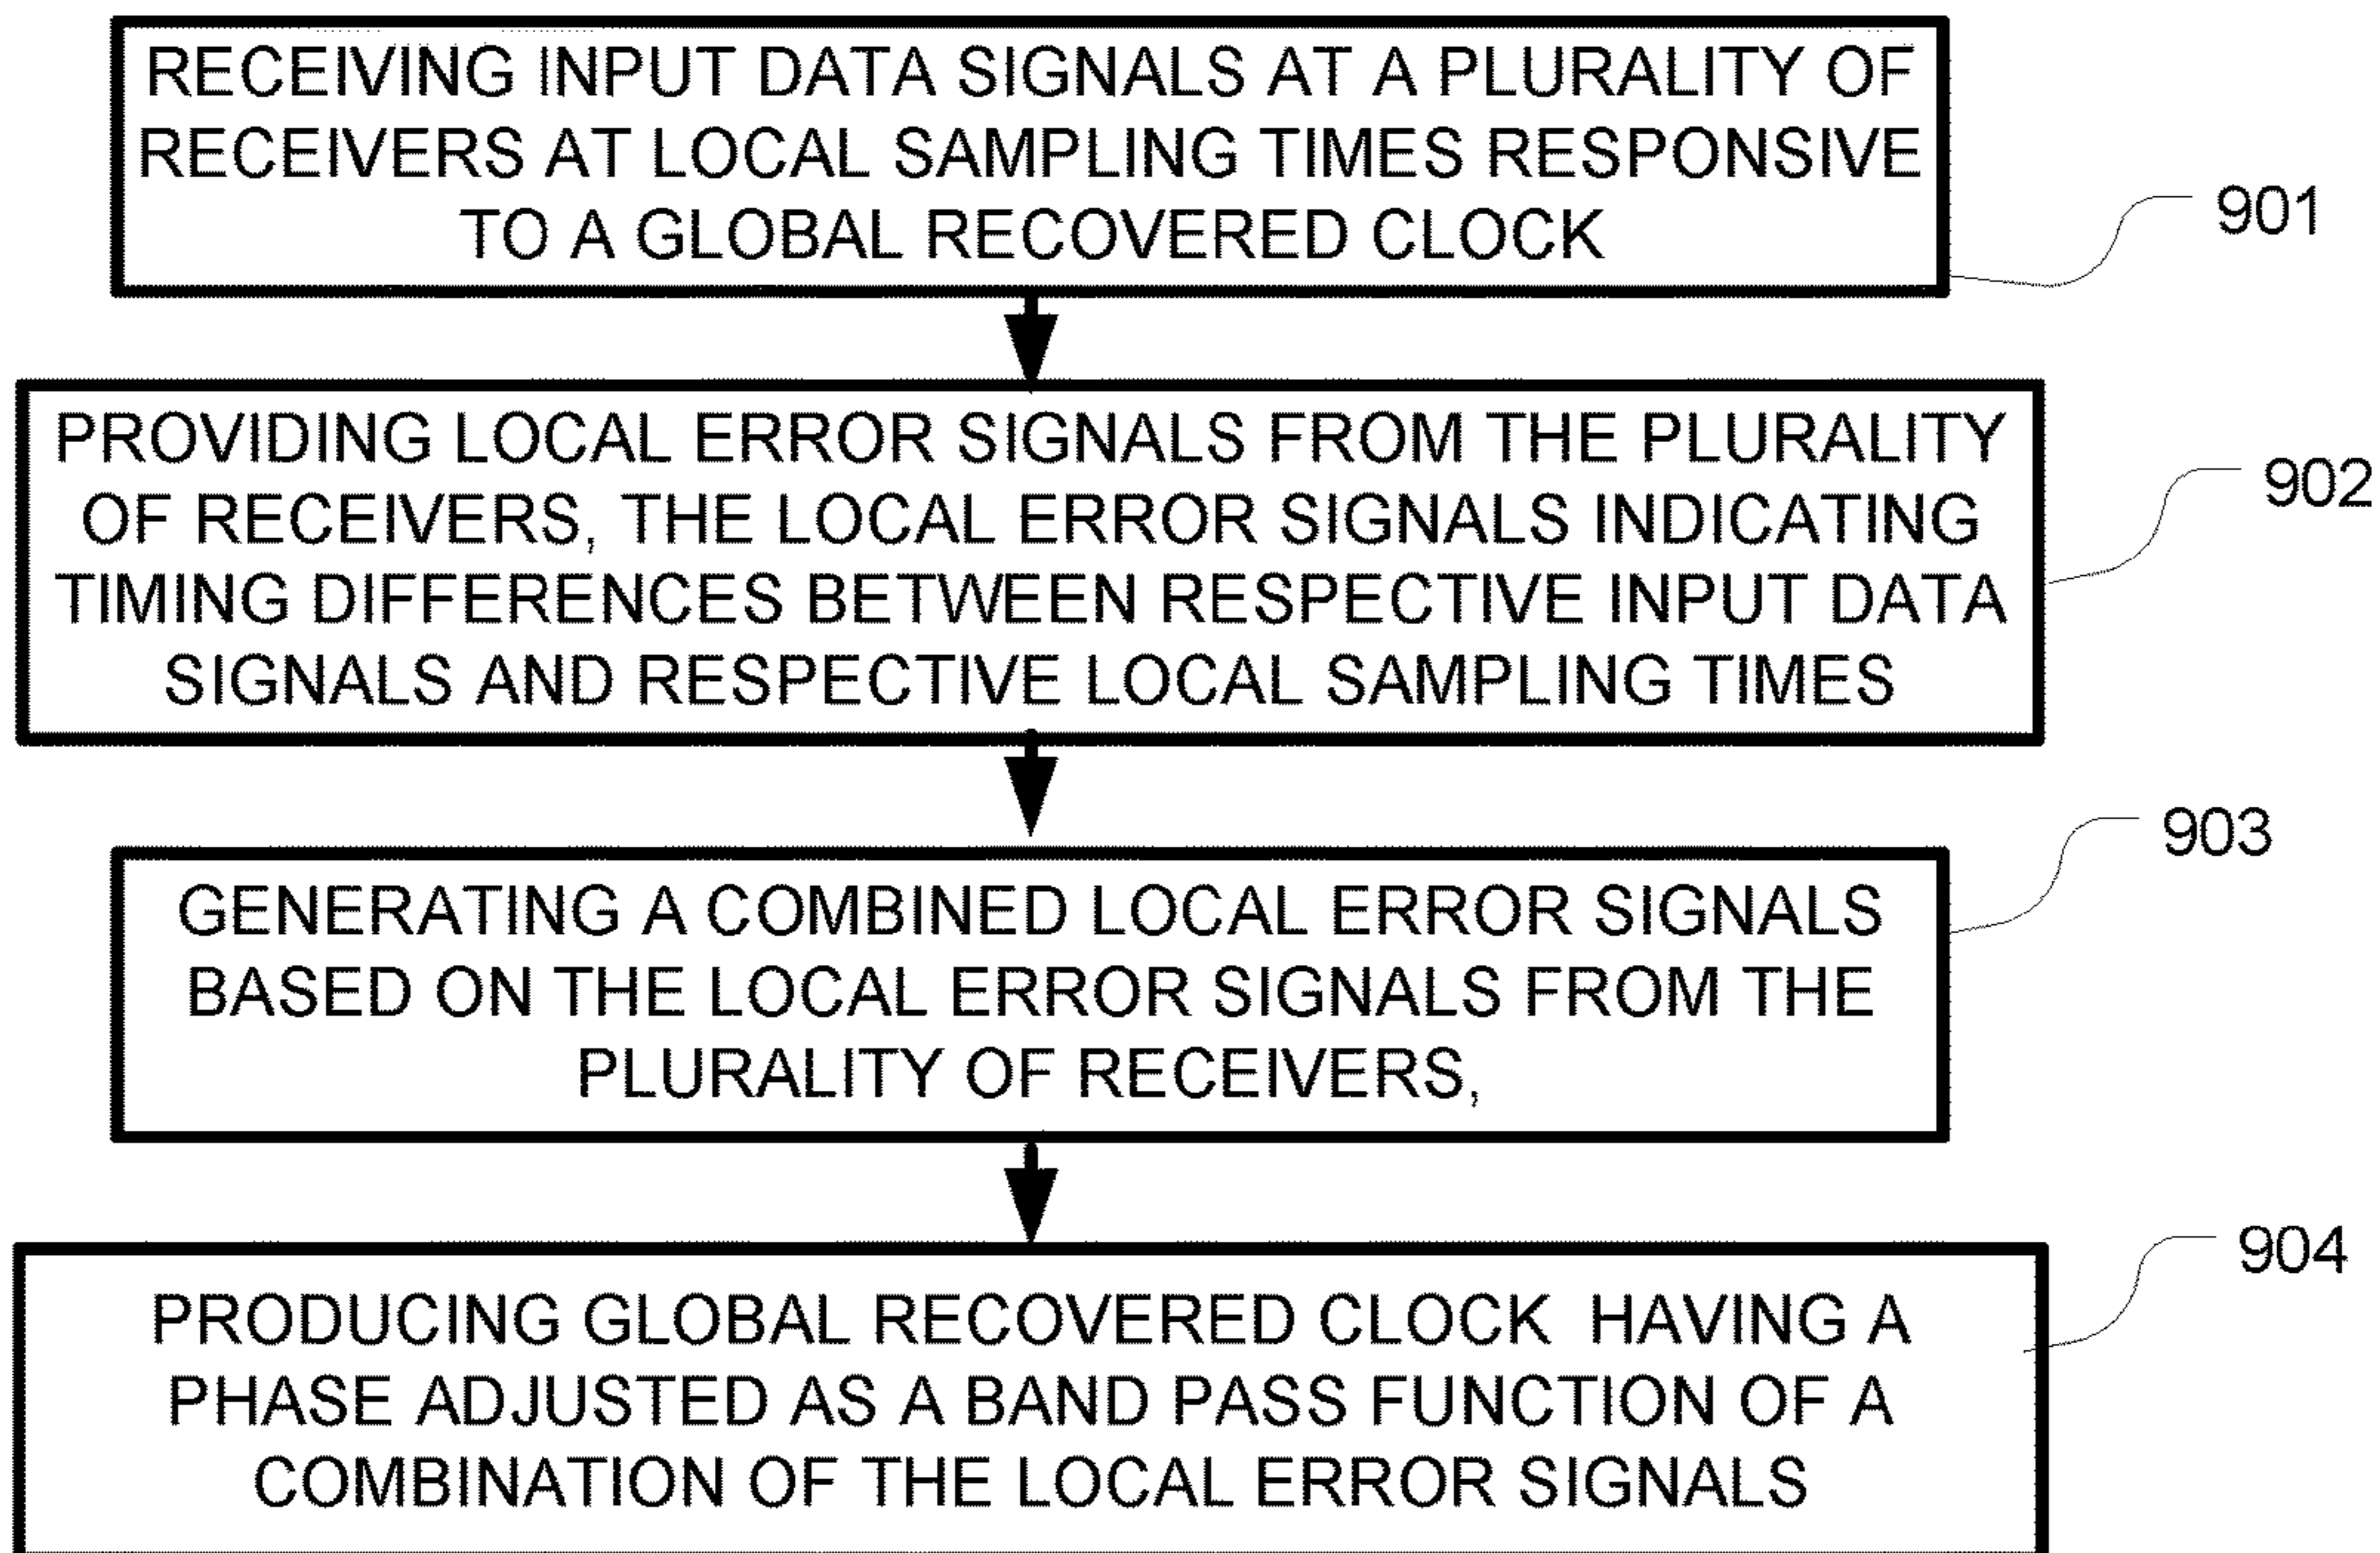 RECEIVING INPUT DATA SIGNALS AT A PLURALITY OF
RECEIVERS AT LOCAL SAMPLING TIMES RESPONSIVE
TO A GLOBAL RECOVERED CLOCK
901
PROVIDING LOCAL ERROR SIGNALS FROM THE PLURALITY
OF RECEIVERS, THE LOCAL ERROR SIGNALS INDICATING
TIMING DIFFERENCES BETWEEN RESPECTIVE INPUT DATA
SIGNALS AND RESPECTIVE LOCAL SAMPLING TIMES
902
GENERATING A COMBINED LOCAL ERROR SIGNALS
BASED ON THE LOCAL ERROR SIGNALS FROM THE
PLURALITY OF RECEIVERS,
903
PRODUCING GLOBAL RECOVERED CLOCK HAVING A
PHASE ADJUSTED AS A BAND PASS FUNCTION OF A
COMBINATION OF THE LOCAL ERROR SIGNALS
904